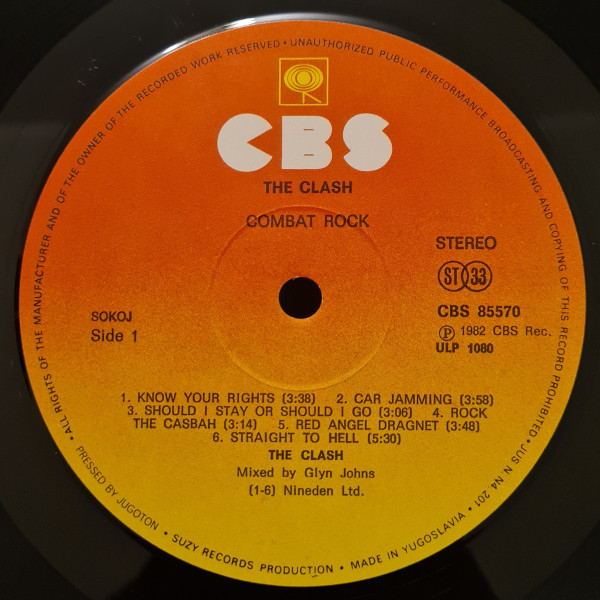 ALL RIGHTS OF THE MANUFACTURER AND OF THE OWNER OF THE RECORDED WORK RESERVED • UNAUTHORIZED PUBLIC PERFORMANCE BROADCASTING AND COPYING OF THIS RECORD PROHIBITED • JUS N.N4 201 •
CBS
THE CLASH
COMBAT ROCK
STEREO
ST 33
SOKOJ
Side 1
CBS 85570
Ⓟ 1982 CBS Rec.
ULP 1080
1. KNOW YOUR RIGHTS (3:38) 2. CAR JAMMING (3:58)
3. SHOULD I STAY OR SHOULD I GO (3:06) 4. ROCK
THE CASBAH (3:14) 5. RED ANGEL DRAGNET (3:48)
6. STRAIGHT TO HELL (5:30)
THE CLASH
Mixed by Glyn Johns
(1-6) Nineden Ltd.
PRESSED BY JUGOTON • SUZY RECORDS PRODUCTION • MADE IN YUGOSLAVIA •